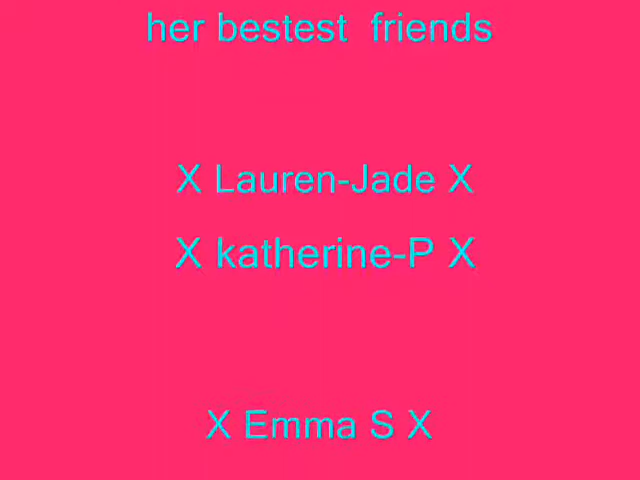 her bestest  friends
X Lauren-Jade X
X katherine-P X
X Emma S X